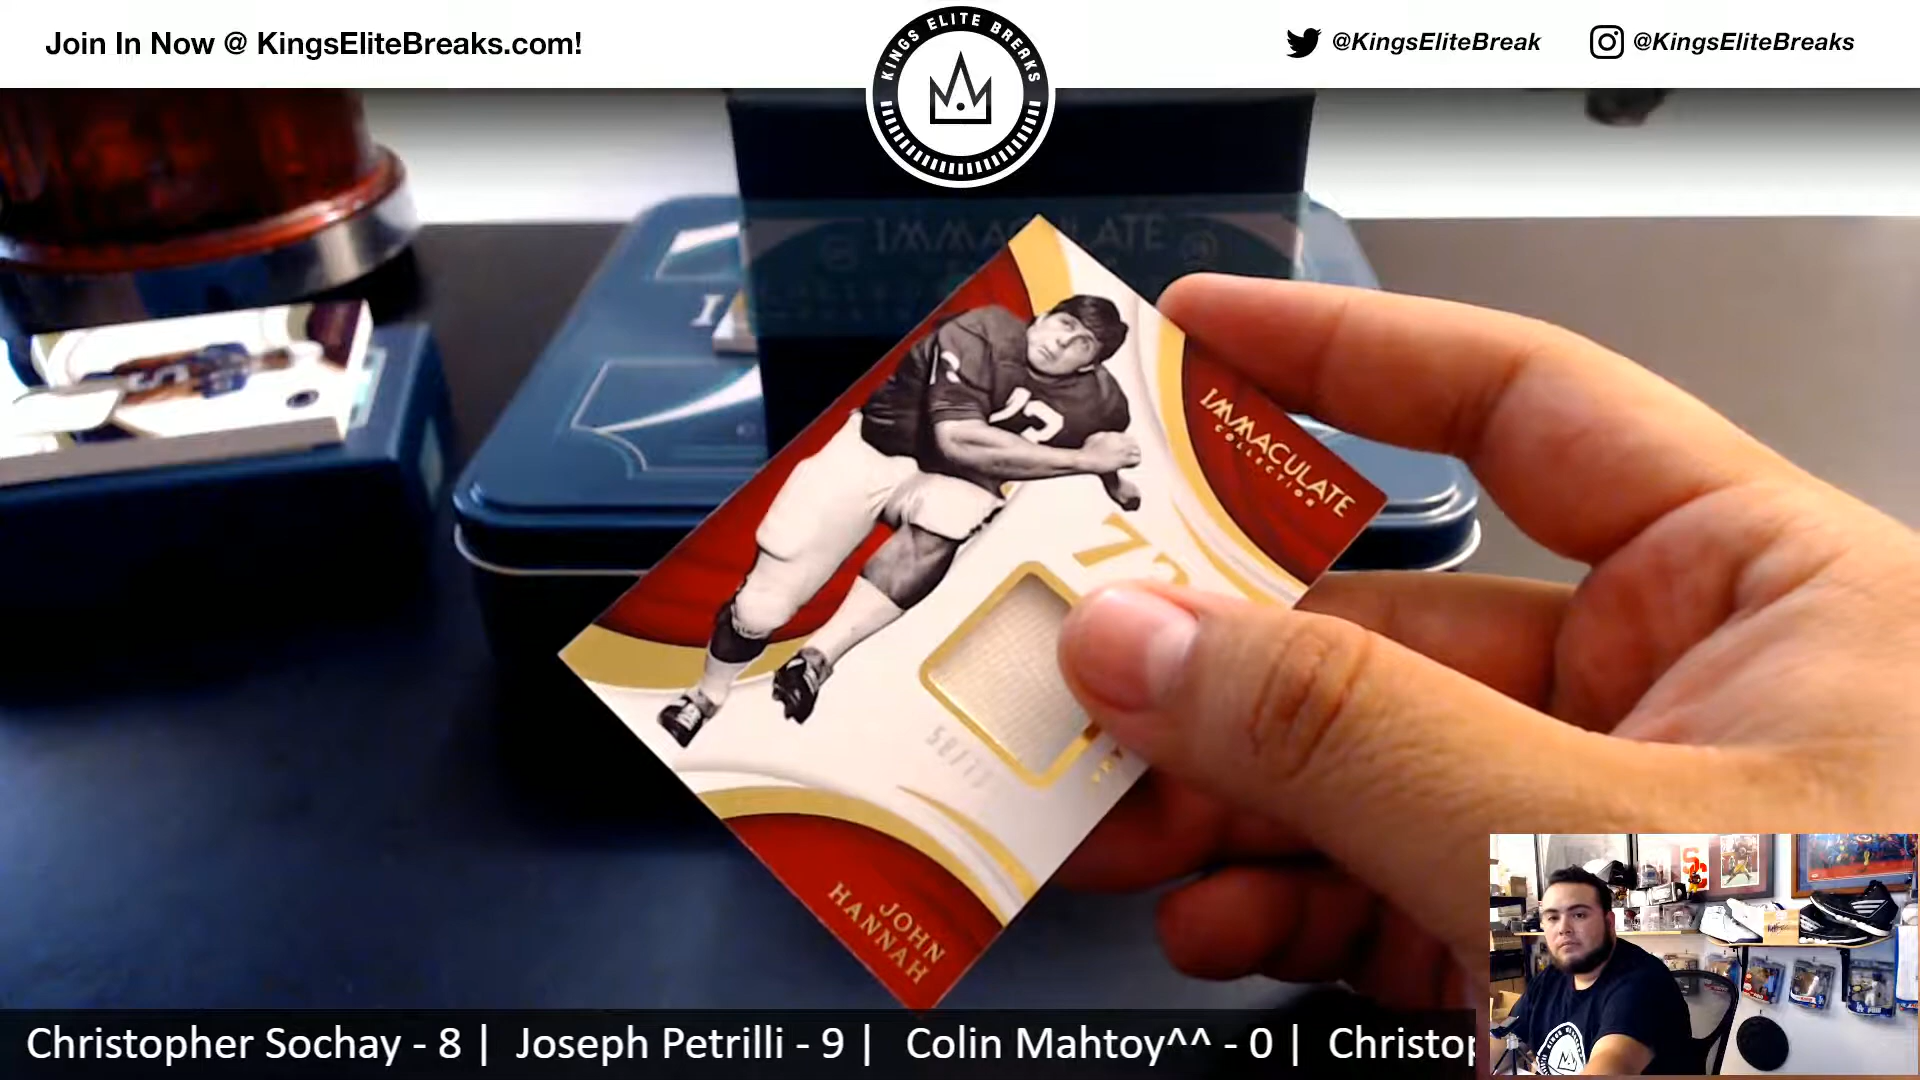 Join In Now @ KingsEliteBreaks.com!
KINGS ELITE BREAKS
@KingsEliteBreak
@KingsEliteBreaks
IMMACULATE
COLLECTION
73
JOHN
HANNAH
Christopher Sochay - 8 | Joseph Petrilli - 9 | Colin Mahtoy^^ - 0 | Christop